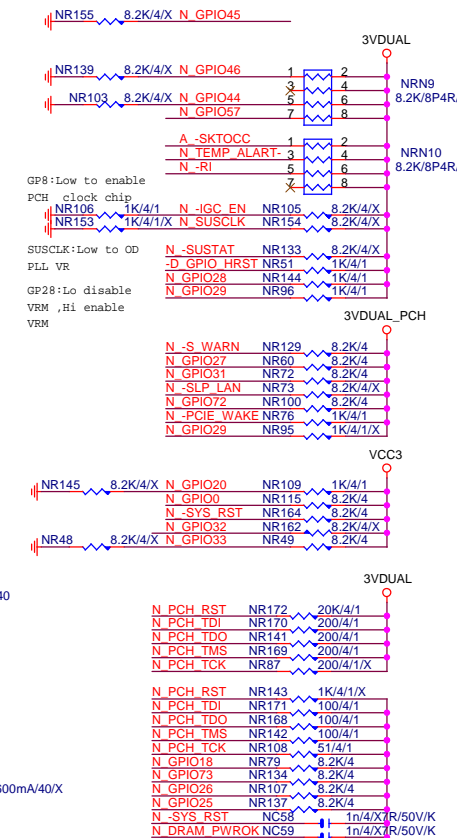 NR155 8.2K/4/X N_GPIO45
3VDUAL
NR139 8.2K/4/X N_GPIO46 1 2
3 4 NRN9
NR103 8.2K/4/X N_GPIO44 5 6 8.2K/8P4R/
N_GPIO57 7 8
A_-SKTOCC 1 2
N_TEMP_ALART- 3 4 NRN10
N_-RI 5 6 8.2K/8P4R/
7 8
GP8:Low to enable
PCH clock chip
NR106 1K/4/1 N_-IGC_EN NR105 8.2K/4/X
NR153 1K/4/1/X N_SUSCLK NR154 8.2K/4/X
SUSCLK:Low to OD
PLL VR
N_-SUSTAT NR133 8.2K/4/X
-D_GPIO_HRST NR51 1K/4/1
N_GPIO28 NR144 1K/4/1
N_GPIO29 NR96 1K/4/1
GP28:Lo disable
VRM ,Hi enable
VRM
3VDUAL_PCH
N_-S_WARN NR129 8.2K/4
N_GPIO27 NR60 8.2K/4
N_GPIO31 NR72 8.2K/4
N_-SLP_LAN NR73 8.2K/4/X
N_GPIO72 NR100 8.2K/4
N_-PCIE_WAKE NR76 1K/4/1
N_GPIO29 NR95 1K/4/1/X
VCC3
NR145 8.2K/4/X N_GPIO20 NR109 1K/4/1
N_GPIO0 NR115 8.2K/4
N_-SYS_RST NR164 8.2K/4
N_GPIO32 NR162 8.2K/4/X
NR48 8.2K/4/X N_GPIO33 NR49 8.2K/4
3VDUAL
40
N_PCH_RST NR172 20K/4/1
N_PCH_TDI NR170 200/4/1
N_PCH_TDO NR141 200/4/1
N_PCH_TMS NR169 200/4/1
N_PCH_TCK NR87 200/4/1/X
N_PCH_RST NR143 1K/4/1/X
N_PCH_TDI NR171 100/4/1
N_PCH_TDO NR168 100/4/1
N_PCH_TMS NR142 100/4/1
N_PCH_TCK NR108 51/4/1
N_GPIO18 NR79 8.2K/4
N_GPIO73 NR134 8.2K/4
N_GPIO26 NR107 8.2K/4
600mA/40/X
N_GPIO25 NR137 8.2K/4
N_-SYS_RST NC58 1n/4/X7R/50V/K
N_DRAM_PWROK NC59 1n/4/X7R/50V/K